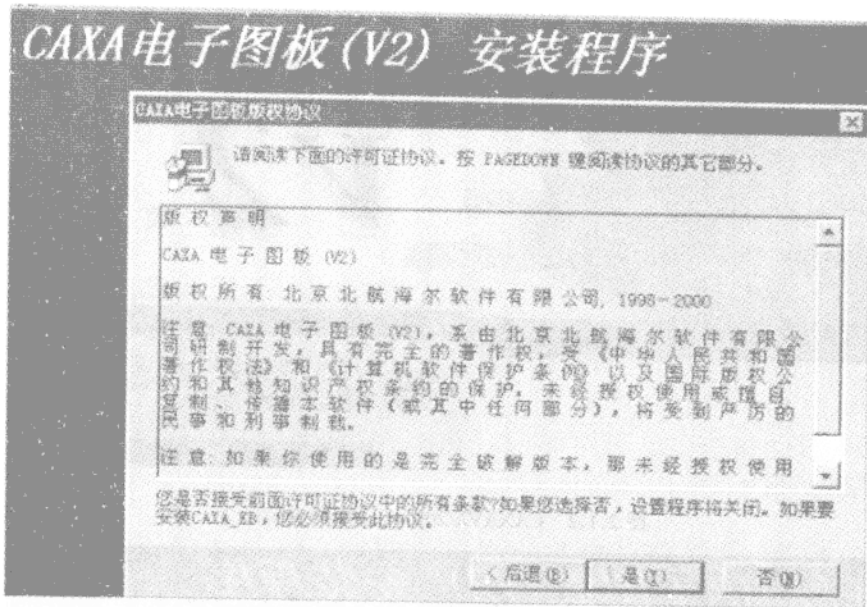 CAXA电子图板(V2) 安装程序
CAXA电子图板版权协议
请阅读下面的许可证协议。按 PAGEDOWN 键阅读协议的其它部分。
版权声明
CAXA 电子图板 (V2)
版权所有:北京北航海尔软件有限公司, 1998-2000
注意:CAXA 电子图板 (V2), 系由北京北航海尔软件有限公
司研制开发,具有完全的著作权,受《中华人民共和国
著作权法》和《计算机软件保护条例》以及国际版权公
约和其他知识产权条约的保护。未经授权使用或擅自
复制、传播本软件(或其中任何部分),将受到严厉的
民事和刑事制裁。
注意:如果你使用的是完全破解版本,那未经授权使用
您是否接受前面许可证协议中的所有条款?如果您选择否,设置程序将关闭。如果要
安装CAXA_EB,您必须接受此协议。
< 后退(B)
是(Y)
否(N)